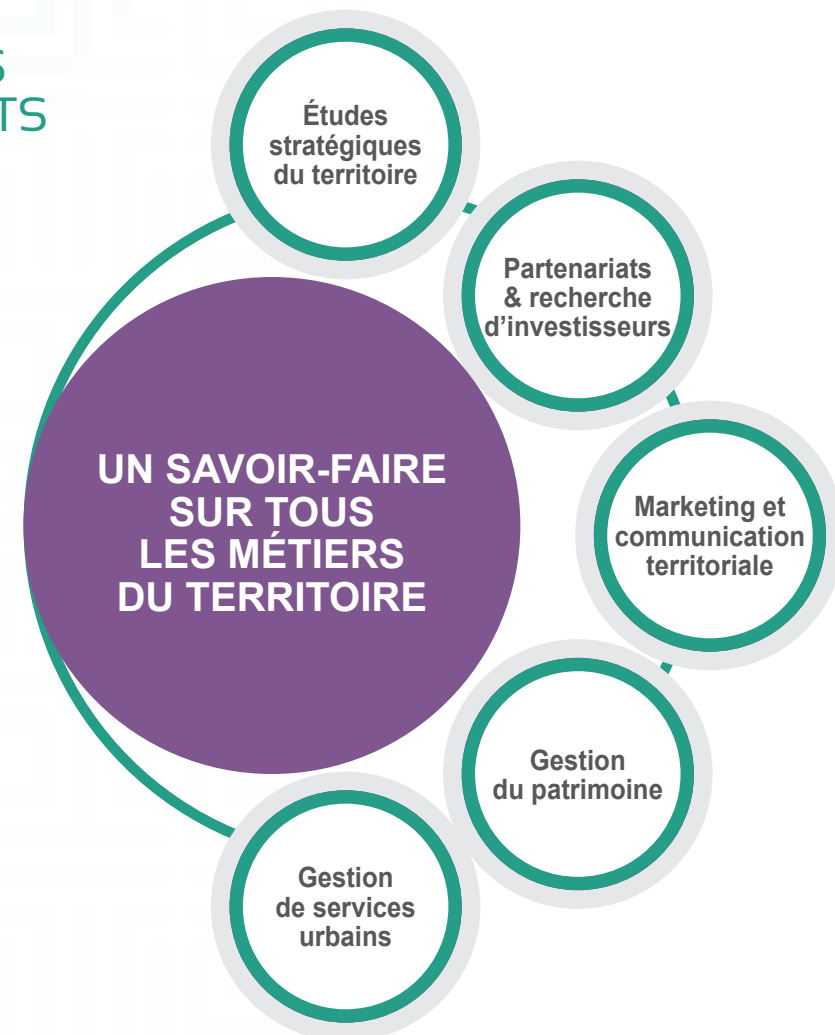 UN SAVOIR-FAIRE
SUR TOUS
LES MÉTIERS
DU TERRITOIRE
Études
stratégiques
du territoire
Partenariats
& recherche
d’investisseurs
Marketing et
communication
territoriale
Gestion
du patrimoine
Gestion
de services
urbains